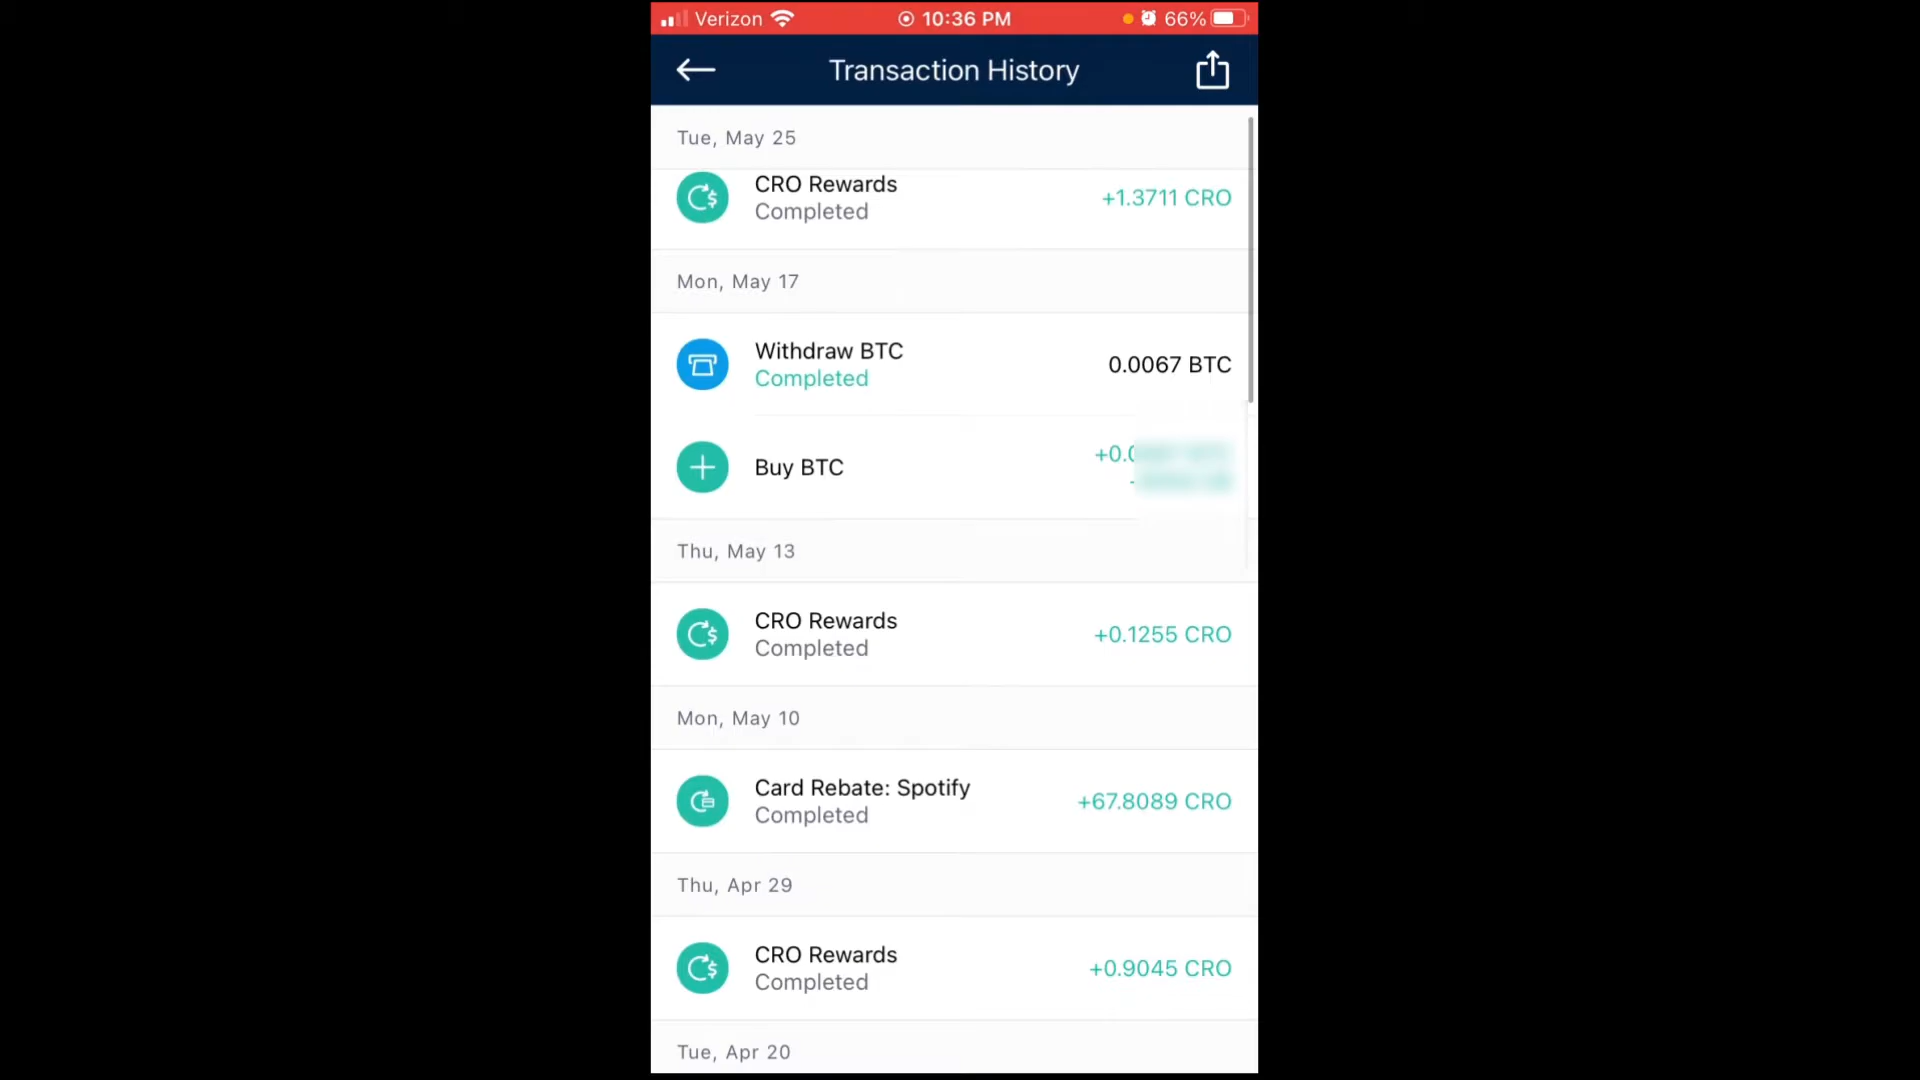 Verizon 10:36 PM 66%
Transaction History
Tue, May 25
CRO Rewards
Completed
+1.3711 CRO
Mon, May 17
Withdraw BTC
Completed
0.0067 BTC
Buy BTC
Thu, May 13
CRO Rewards
Completed
+0.1255 CRO
Mon, May 10
Card Rebate: Spotify
Completed
+67.8089 CRO
Thu, Apr 29
CRO Rewards
Completed
+0.9045 CRO
Tue, Apr 20